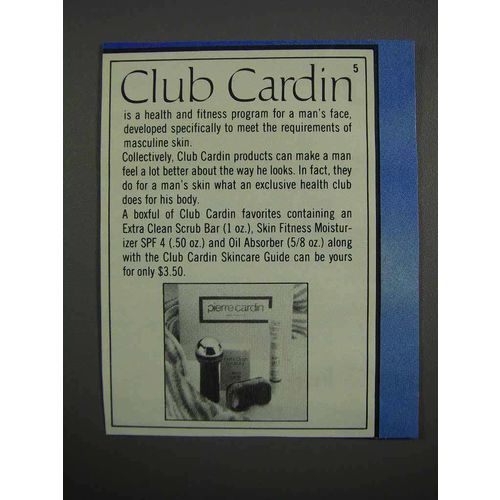 Club Cardin 5
is a health and fitness program for a man's face,
developed specifically to meet the requirements of
masculine skin.
Collectively, Club Cardin products can make a man
feel a lot better about the way he looks. In fact, they
do for a man's skin what an exclusive health club
does for his body.
A boxful of Club Cardin favorites containing an
Extra Clean Scrub Bar (1 oz.), Skin Fitness Moistur-
izer SPF 4 (.50 oz.) and Oil Absorber (5/8 oz.) along
with the Club Cardin Skincare Guide can be yours
for only $3.50.
pierre cardin